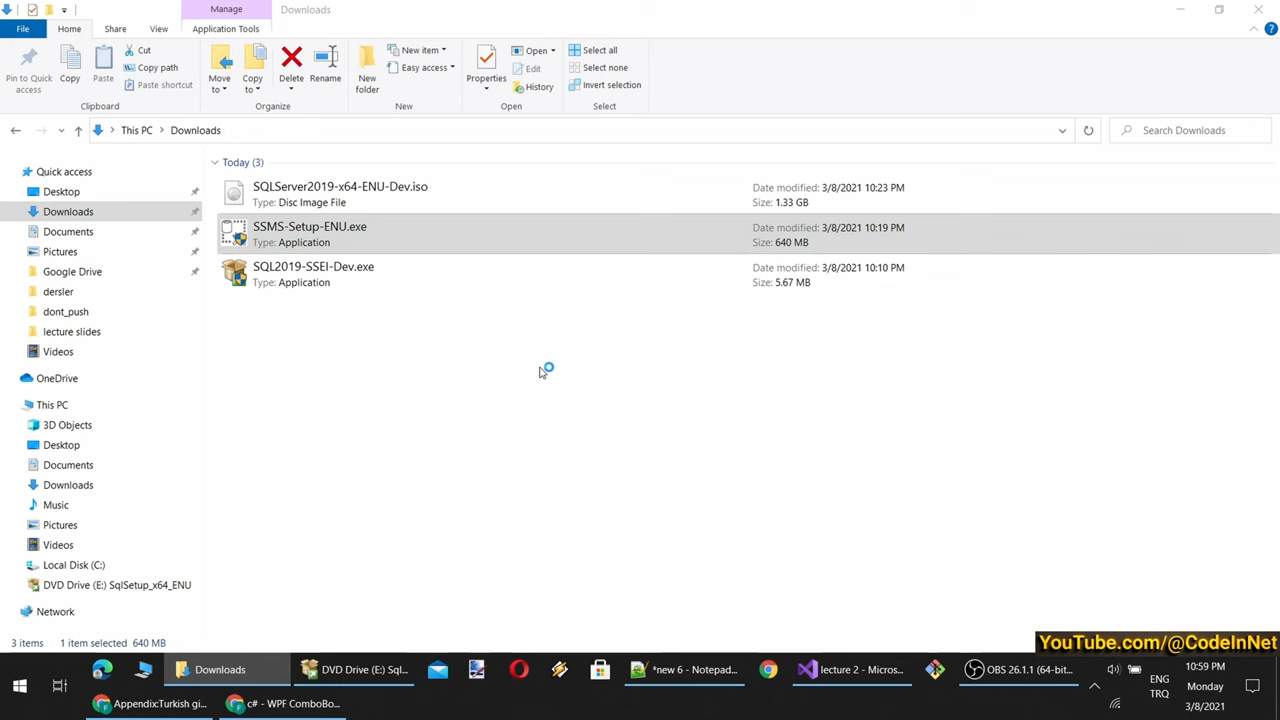 Manage
Downloads
File
Home
Share
View
Application Tools
Pin to Quick access
Copy
Paste
Cut
Copy path
Paste shortcut
Clipboard
Move to
Copy to
Delete
Rename
Organize
New folder
New item
Easy access
New
Properties
Open
Edit
History
Open
Select all
Select none
Invert selection
Select
This PC
Downloads
Search Downloads
Quick access
Desktop
Downloads
Documents
Pictures
Google Drive
dersler
dont_push
lecture slides
Videos
OneDrive
This PC
3D Objects
Desktop
Documents
Downloads
Music
Pictures
Videos
Local Disk (C:)
DVD Drive (E:) SqlSetup_x64_ENU
Network
Today (3)
SQLServer2019-x64-ENU-Dev.iso
Type: Disc Image File
Date modified: 3/8/2021 10:23 PM
Size: 1.33 GB
SSMS-Setup-ENU.exe
Type: Application
Date modified: 3/8/2021 10:19 PM
Size: 640 MB
SQL2019-SSEI-Dev.exe
Type: Application
Date modified: 3/8/2021 10:10 PM
Size: 5.67 MB
3 items 1 item selected 640 MB
YouTube.com/@CodeInNet
Downloads
DVD Drive (E:) Sql...
*new 6 - Notepad...
lecture 2 - Micros...
OBS 26.1.1 (64-bit...
Appendix:Turkish gi...
c# - WPF ComboBo...
ENG
TRQ
10:59 PM
Monday
3/8/2021